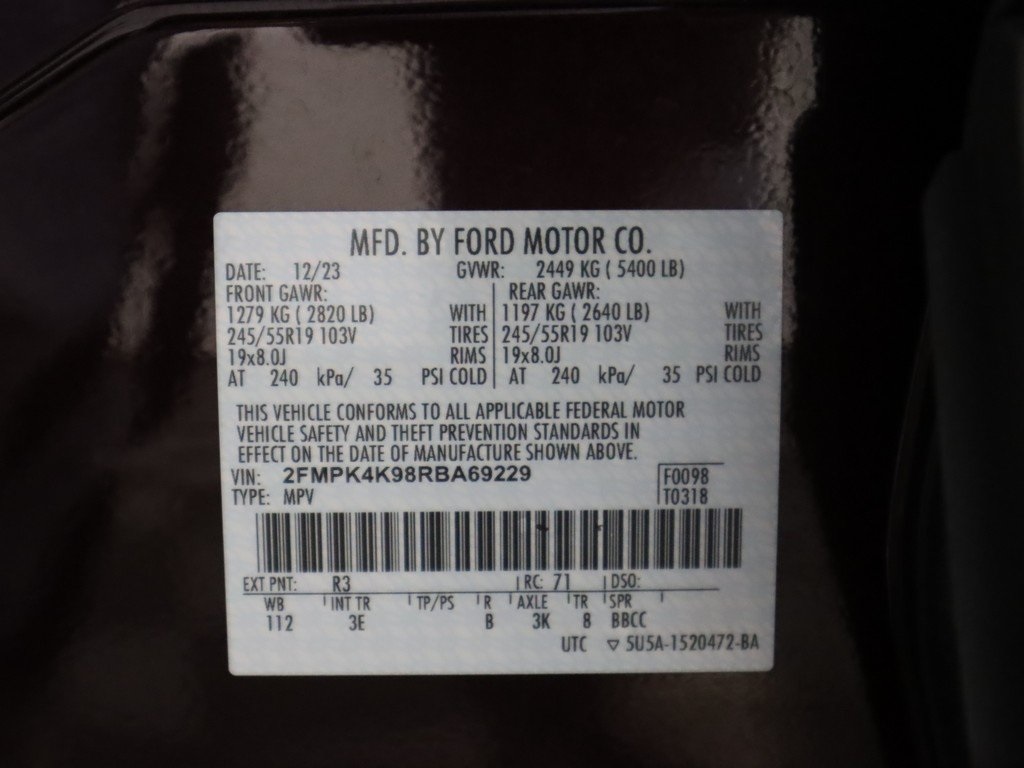 MFD. BY FORD MOTOR CO.
DATE: 12/23 GVWR: 2449 KG ( 5400 LB)
FRONT GAWR: REAR GAWR:
1279 KG ( 2820 LB) WITH 1197 KG ( 2640 LB) WITH
245/55R19 103V TIRES 245/55R19 103V TIRES
19x8.0J RIMS 19x8.0J RIMS
AT 240 kPa/ 35 PSI COLD AT 240 kPa/ 35 PSI COLD
THIS VEHICLE CONFORMS TO ALL APPLICABLE FEDERAL MOTOR
VEHICLE SAFETY AND THEFT PREVENTION STANDARDS IN
EFFECT ON THE DATE OF MANUFACTURE SHOWN ABOVE.
VIN: 2FMPK4K98RBA69229 F0098
TYPE: MPV T0318
EXT PNT: R3 RC: 71 DSO:
WB INT TR TP/PS R AXLE TR SPR
112 3E B 3K 8 BBCC
UTC ▽ 5U5A-1520472-BA